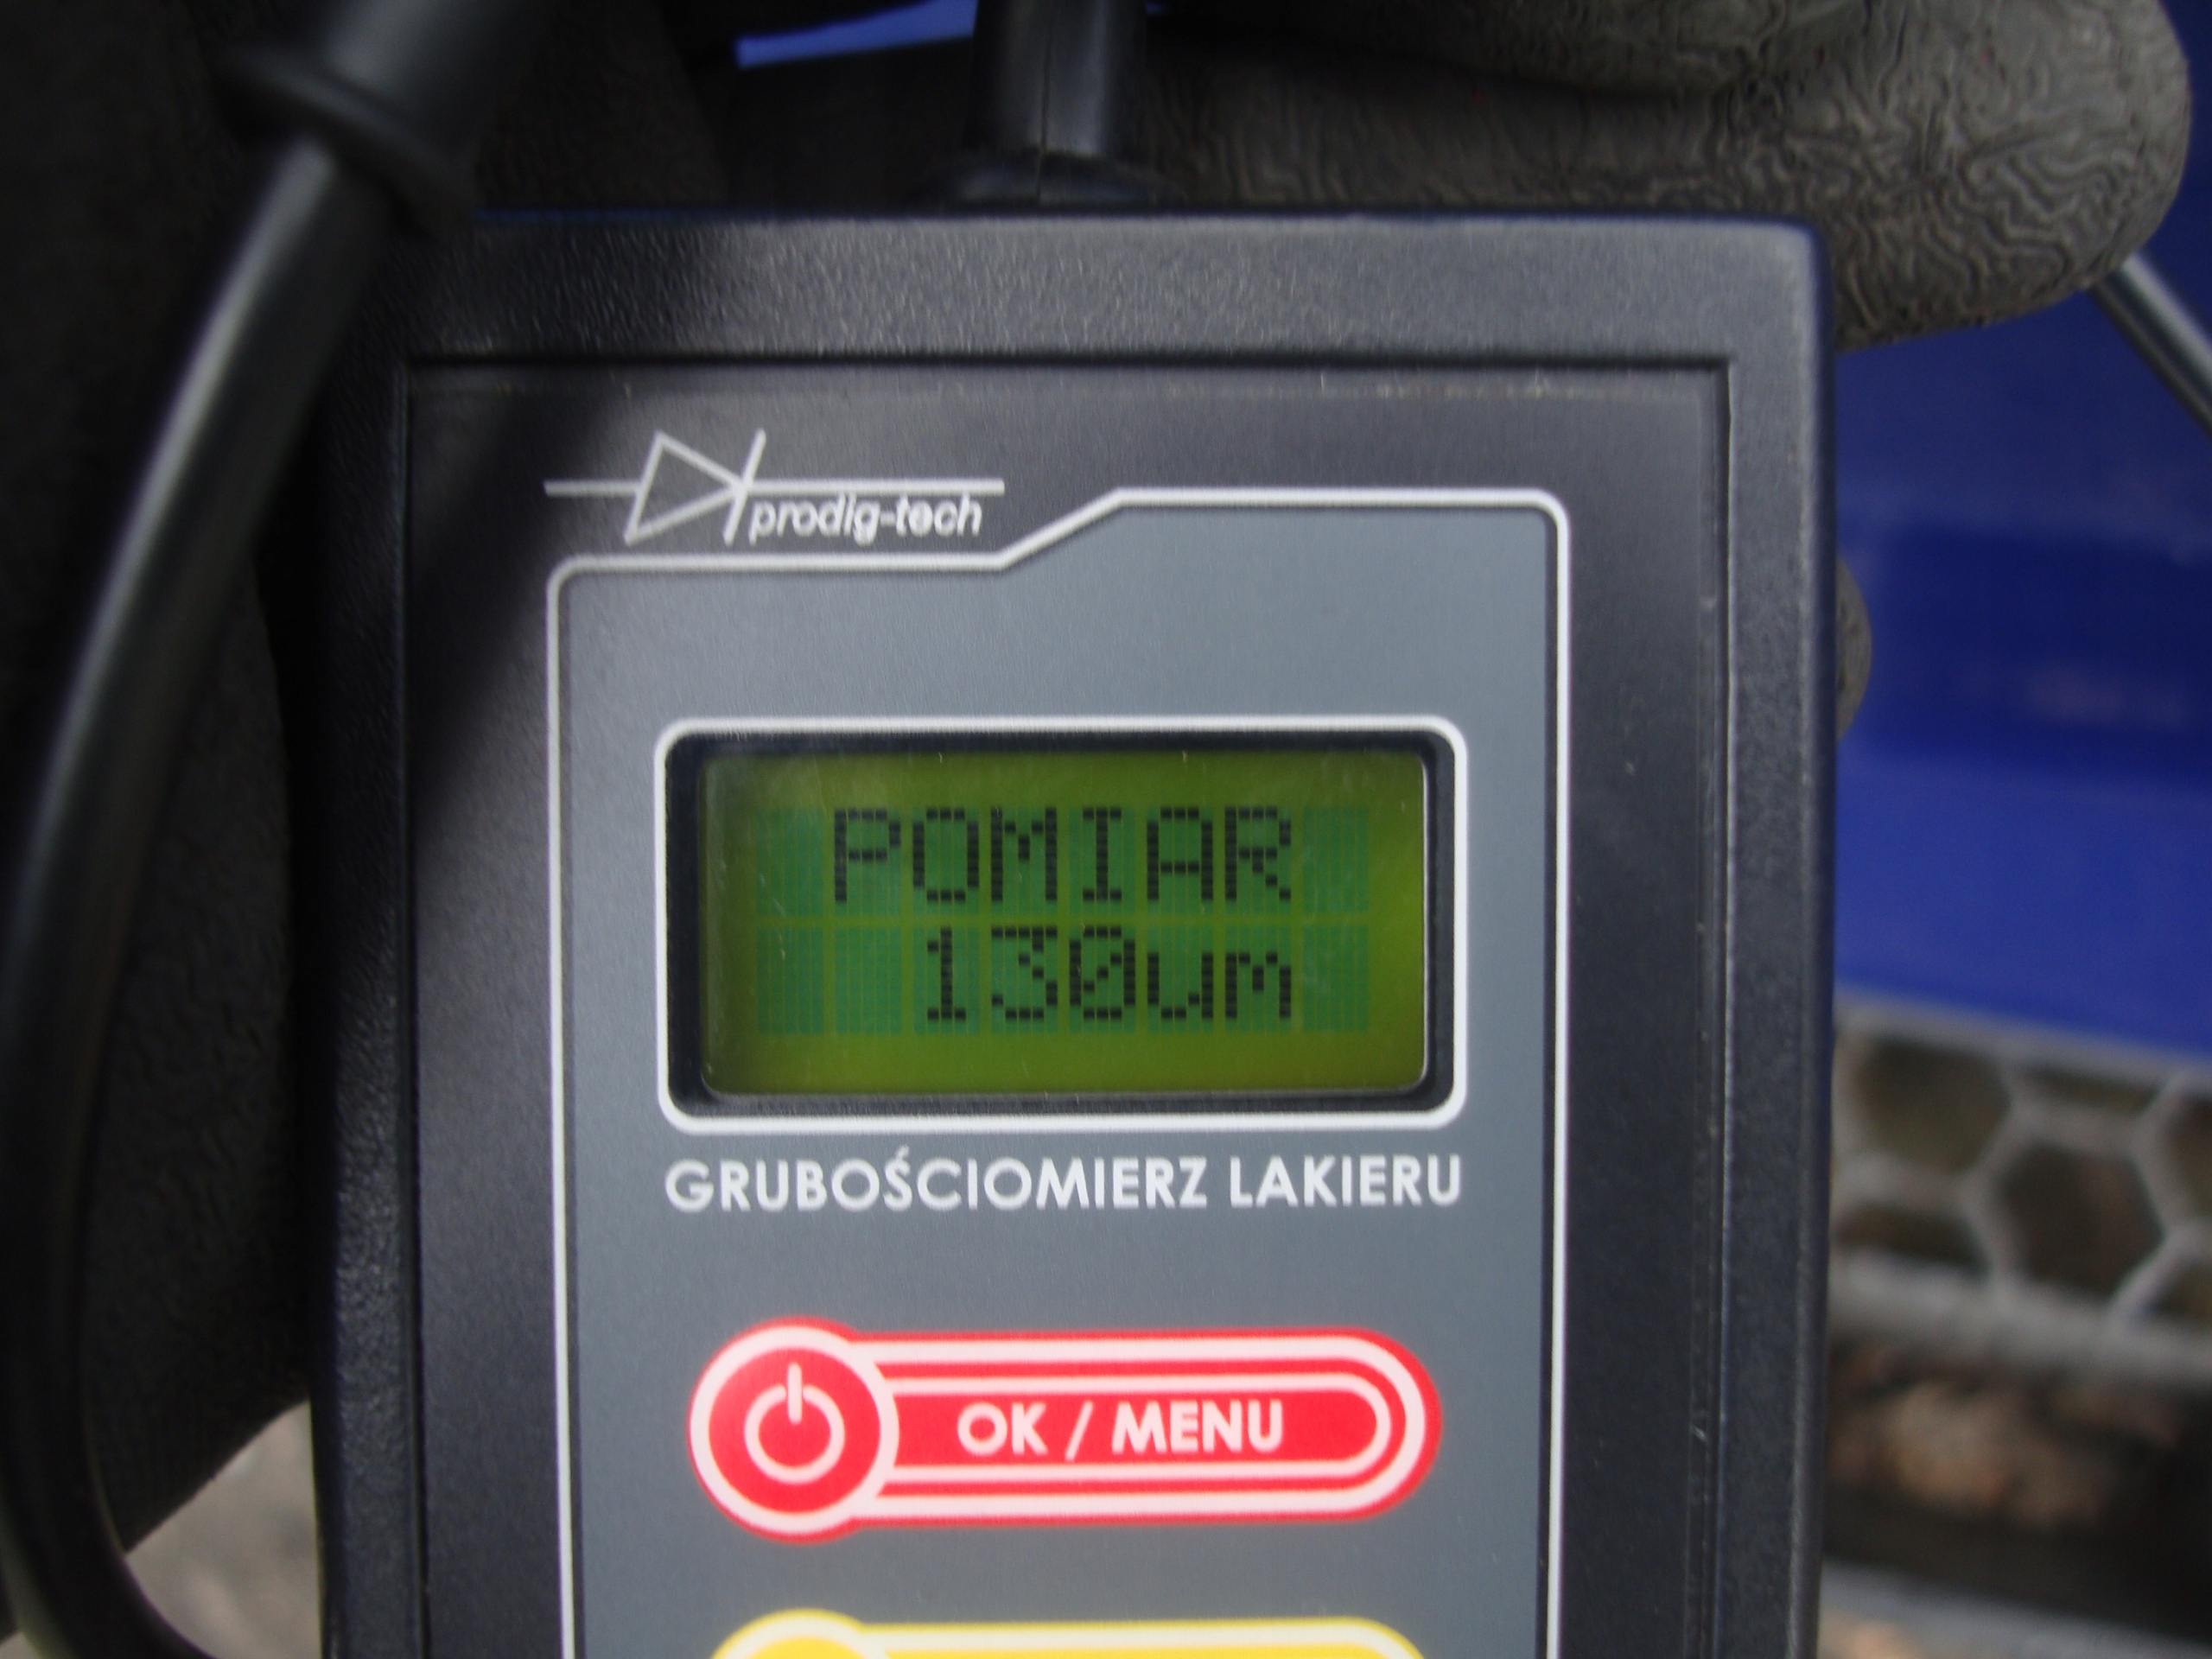 prodig-tech
POMIAR
130um
GRUBOŚCIOMIERZ LAKIERU
OK / MENU